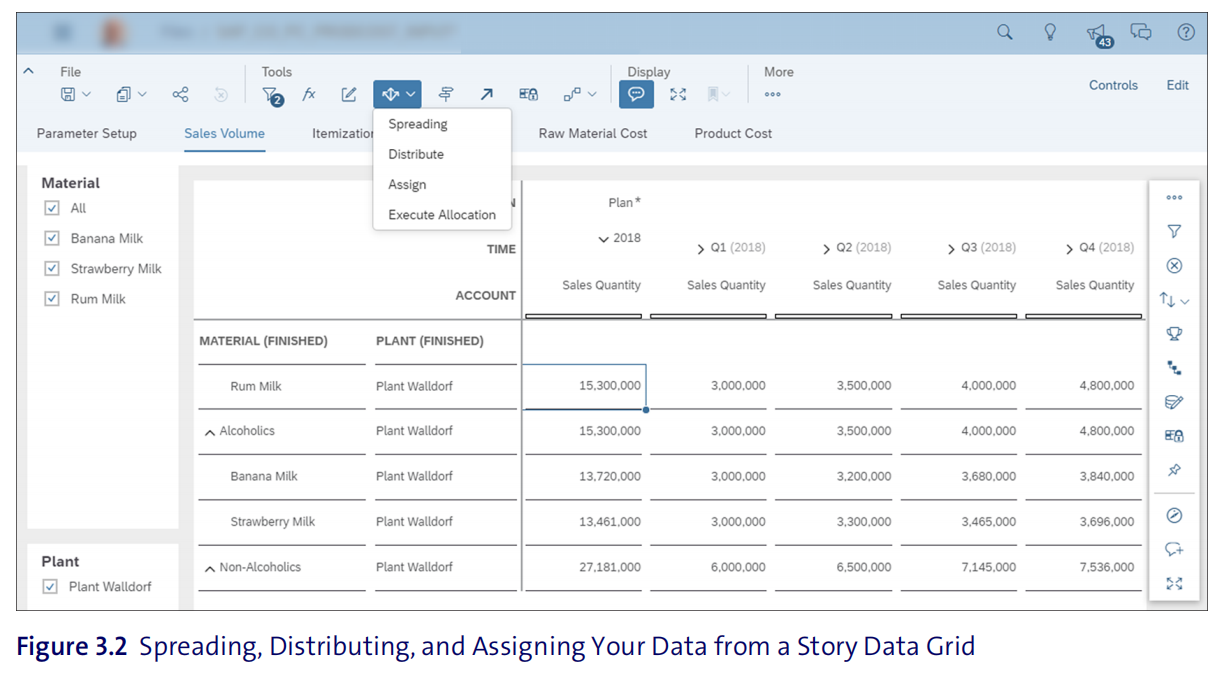 43
File
Tools
Display
More
2
fx
Controls
Edit
Parameter Setup
Sales Volume
Raw Material Cost
Product Cost
Spreading
Distribute
Assign
Execute Allocation
Material
All
Banana Milk
Strawberry Milk
Rum Milk
Plant
Plant Walldorf
Plan*
TIME 2018 Q1 (2018) Q2 (2018) Q3 (2018) Q4 (2018)
ACCOUNT Sales Quantity Sales Quantity Sales Quantity Sales Quantity Sales Quantity
MATERIAL (FINISHED) PLANT (FINISHED)
Rum Milk Plant Walldorf 15,300,000 3,000,000 3,500,000 4,000,000 4,800,000
Alcoholics Plant Walldorf 15,300,000 3,000,000 3,500,000 4,000,000 4,800,000
Banana Milk Plant Walldorf 13,720,000 3,000,000 3,200,000 3,680,000 3,840,000
Strawberry Milk Plant Walldorf 13,461,000 3,000,000 3,300,000 3,465,000 3,696,000
Non-Alcoholics Plant Walldorf 27,181,000 6,000,000 6,500,000 7,145,000 7,536,000
Figure 3.2 Spreading, Distributing, and Assigning Your Data from a Story Data Grid